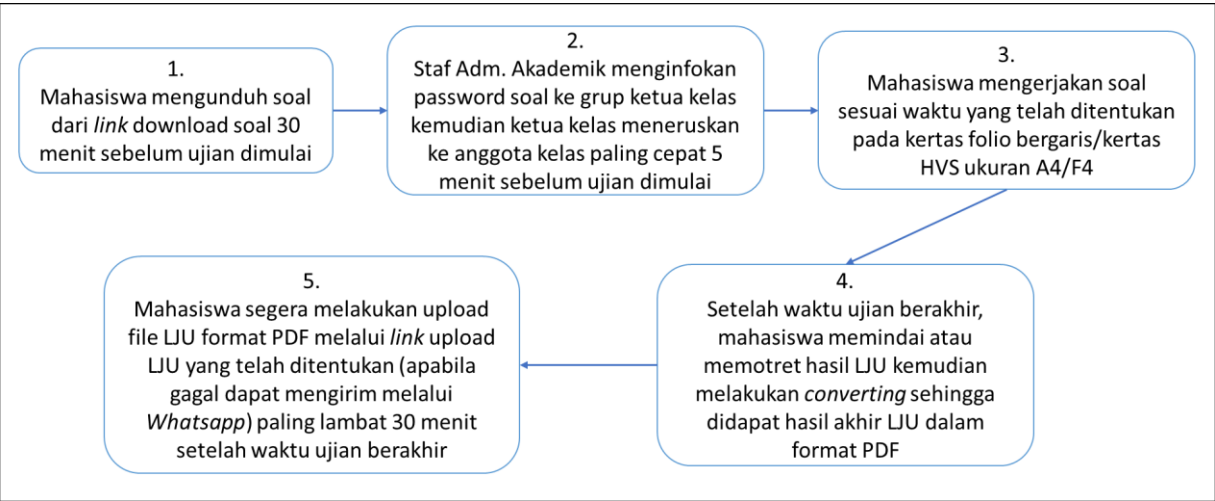 1.
Mahasiswa mengunduh soal
dari link download soal 30
menit sebelum ujian dimulai
2.
Staf Adm. Akademik menginfokan
password soal ke grup ketua kelas
kemudian ketua kelas meneruskan
ke anggota kelas paling cepat 5
menit sebelum ujian dimulai
3.
Mahasiswa mengerjakan soal
sesuai waktu yang telah ditentukan
pada kertas folio bergaris/kertas
HVS ukuran A4/F4
4.
Setelah waktu ujian berakhir,
mahasiswa memindai atau
memotret hasil LJU kemudian
melakukan converting sehingga
didapat hasil akhir LJU dalam
format PDF
5.
Mahasiswa segera melakukan upload
file LJU format PDF melalui link upload
LJU yang telah ditentukan (apabila
gagal dapat mengirim melalui
Whatsapp) paling lambat 30 menit
setelah waktu ujian berakhir